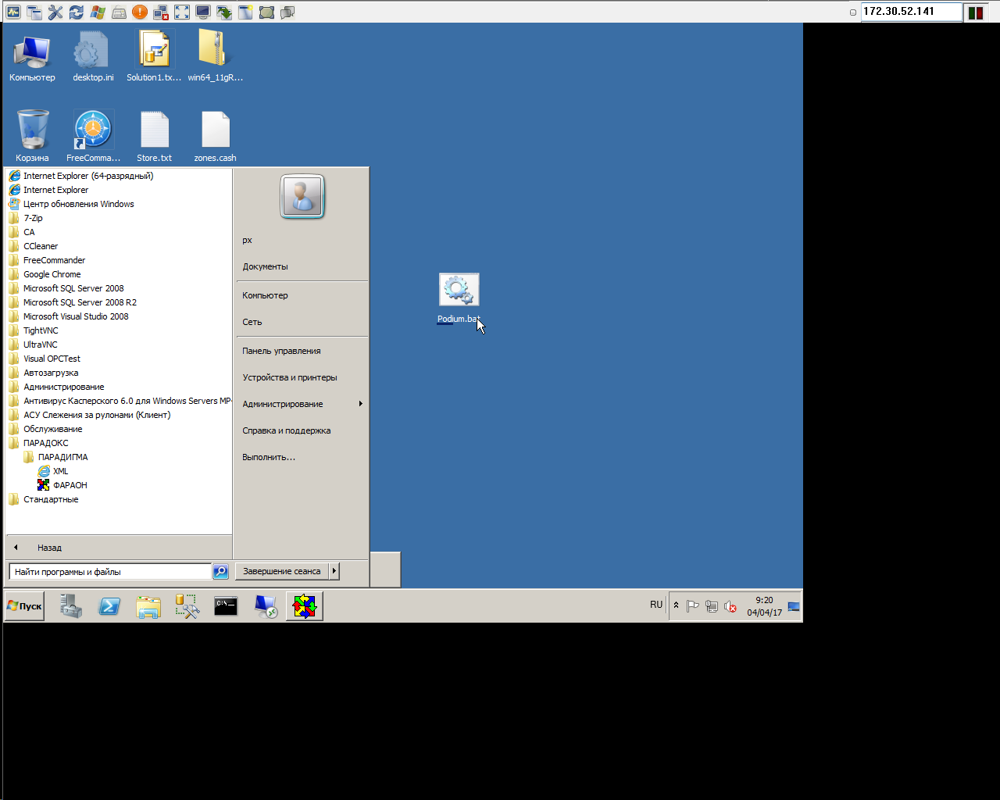 172.30.52.141
Компьютер
desktop.ini
Solution1.tx...
win64_11gR...
Корзина
FreeComma...
Store.txt
zones.cash
Internet Explorer (64-разрядный)
Internet Explorer
Центр обновления Windows
7-Zip
CA
CCleaner
FreeCommander
Google Chrome
Microsoft SQL Server 2008
Microsoft SQL Server 2008 R2
Microsoft Visual Studio 2008
TightVNC
UltraVNC
Visual OPCTest
Автозагрузка
Администрирование
Антивирус Касперского 6.0 для Windows Servers MP
АСУ Слежения за рулонами (Клиент)
Обслуживание
ПАРАДОКС
ПАРАДИГМА
XML
ФАРАОН
Стандартные
Назад
Найти программы и файлы
px
Документы
Компьютер
Сеть
Панель управления
Устройства и принтеры
Администрирование
Справка и поддержка
Выполнить...
Завершение сеанса
Podium.bat
Пуск
C:\_
RU
9:20
04/04/17